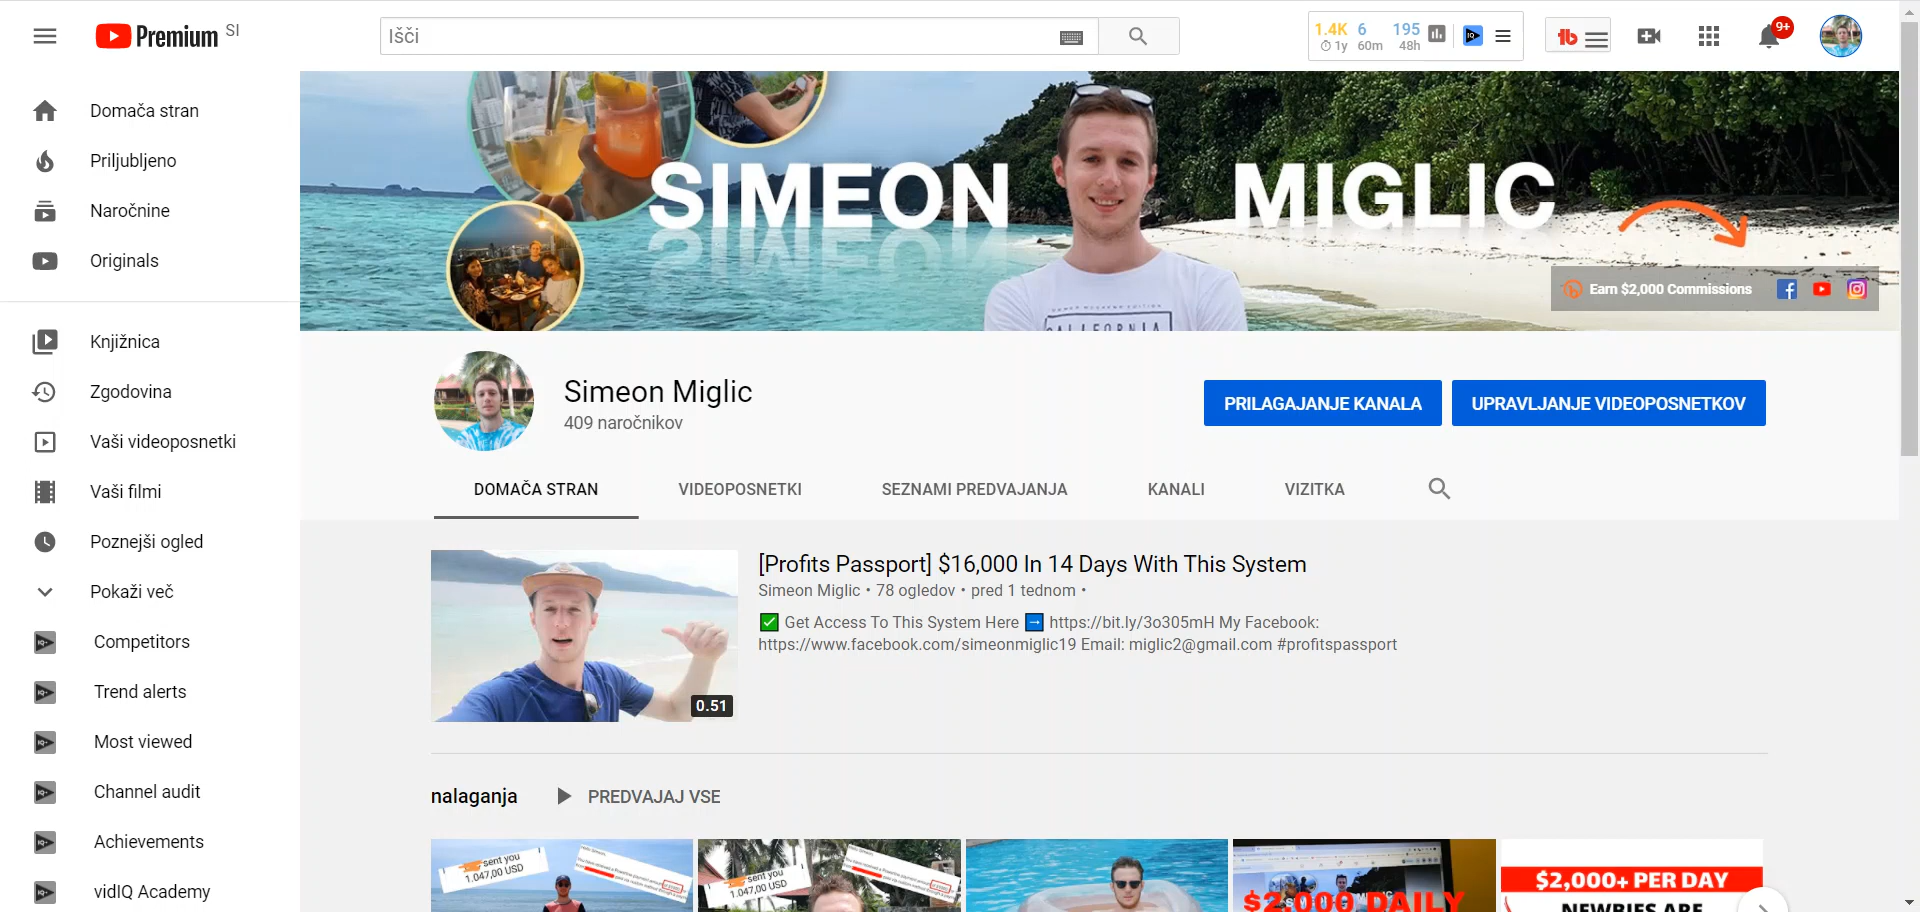 Premium SI
Išči
1.4K 6 195
1y 60m 48h
9+
Domača stran
Priljubljeno
Naročnine
Originals
Knjižnica
Zgodovina
Vaši videoposnetki
Vaši filmi
Poznejši ogled
Pokaži več
Competitors
Trend alerts
Most viewed
Channel audit
Achievements
vidIQ Academy
SIMEON MIGLIC
CALIFORNIA
Earn $2,000 Commissions
Simeon Miglic
409 naročnikov
PRILAGAJANJE KANALA
UPRAVLJANJE VIDEOPOSNETKOV
DOMAČA STRAN VIDEOPOSNETKI SEZNAMI PREDVAJANJA KANALI VIZITKA
[Profits Passport] $16,000 In 14 Days With This System
Simeon Miglic • 78 ogledov • pred 1 tednom •
✅ Get Access To This System Here ➡ https://bit.ly/3o305mH My Facebook:
https://www.facebook.com/simeonmiglic19 Email: miglic2@gmail.com #profitspassport
0.51
nalaganja PREDVAJAJ VSE
sent you
1.047,00 USD
sent you
1.047,00 USD
$2,000 DAILY
$2,000+ PER DAY
NEWBIES ARE